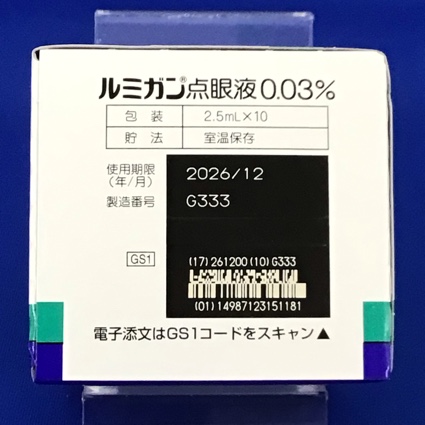 ルミガン®点眼液0.03%
包装 2.5mL×10
貯法 室温保存
使用期限 2026/12
(年/月)
製造番号 G333
GS1
(17)261200(10)G333
(01)14987123151181
電子添文はGS1コードをスキャン▲